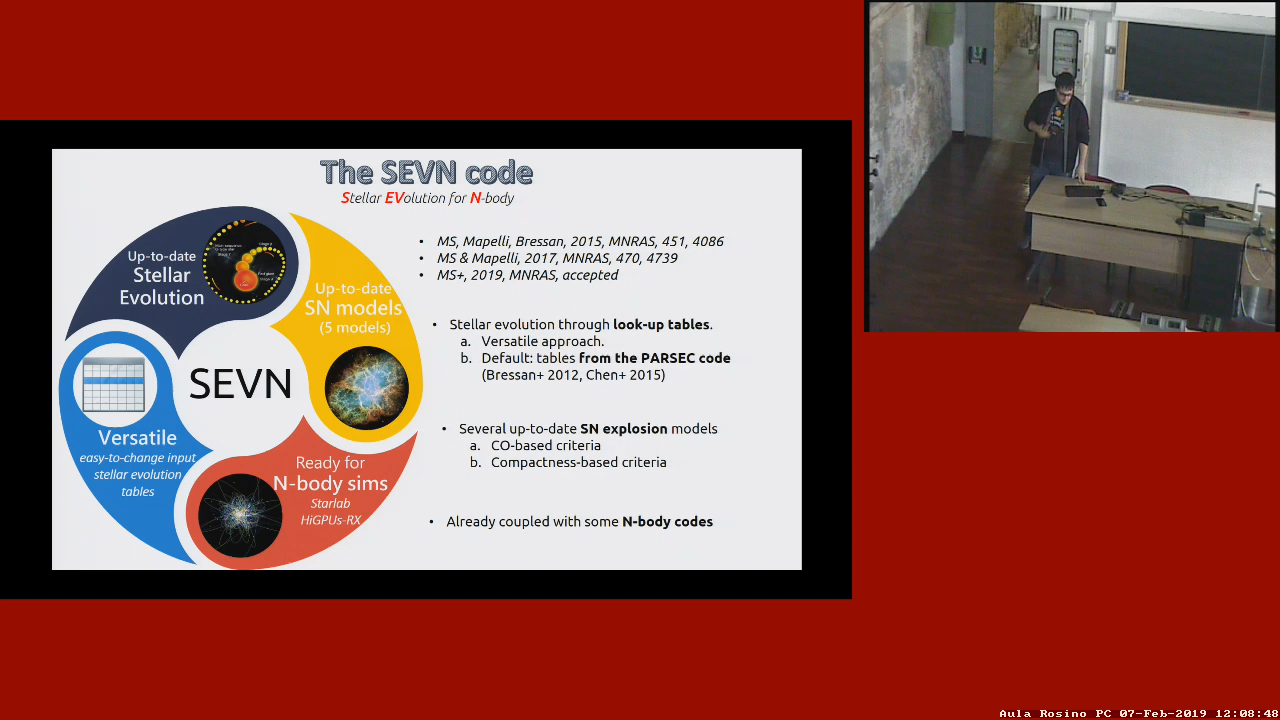 The SEVN code
Stellar EVolution for N-body
Up-to-date
Stellar
Evolution
Up-to-date
SN models
(5 models)
SEVN
Versatile
easy-to-change input
stellar evolution
tables
Ready for
N-body sims
Starlab
HiGPUs-RX
• MS, Mapelli, Bressan, 2015, MNRAS, 451, 4086
• MS & Mapelli, 2017, MNRAS, 470, 4739
• MS+, 2019, MNRAS, accepted
• Stellar evolution through look-up tables.
a. Versatile approach.
b. Default: tables from the PARSEC code
(Bressan+ 2012, Chen+ 2015)
• Several up-to-date SN explosion models
a. CO-based criteria
b. Compactness-based criteria
• Already coupled with some N-body codes
Aula Rosino PC 07-Feb-2019 12:08:48